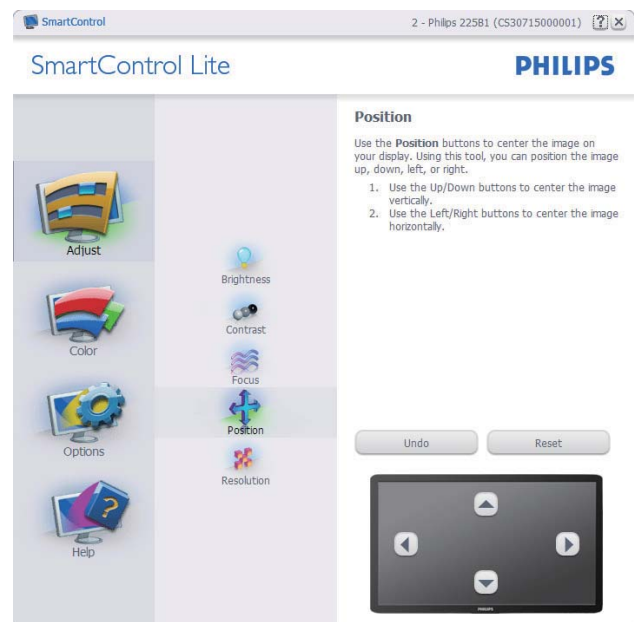 SmartControl
2 - Philips 225B1 (CS30715000001)
?
SmartControl Lite
PHILIPS
Adjust
Color
Options
Help
Brightness
Contrast
Focus
Position
Resolution
Position
Use the Position buttons to center the image on
your display. Using this tool, you can position the image
up, down, left, or right.
1. Use the Up/Down buttons to center the image
vertically.
2. Use the Left/Right buttons to center the image
horizontally.
Undo
Reset
PHILIPS